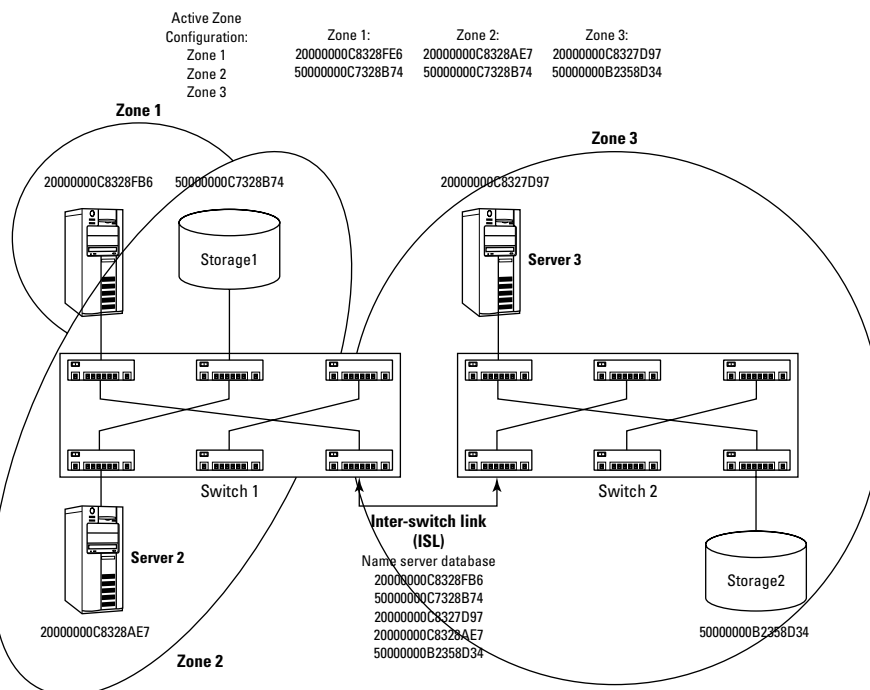 Active Zone
Configuration:
Zone 1
Zone 2
Zone 3
Zone 1:
20000000C8328FE6
50000000C7328B74
Zone 2:
20000000C8328AE7
50000000C7328B74
Zone 3:
20000000C8327D97
50000000B2358D34
Zone 1
Zone 3
20000000C8328FB6
50000000C7328B74
20000000C8327D97
Storage1
Server 3
Switch 1
Switch 2
Inter-switch link
(ISL)
Name server database
20000000C8328FB6
50000000C7328B74
20000000C8327D97
20000000C8328AE7
50000000B2358D34
Server 2
Storage2
20000000C8328AE7
50000000B2358D34
Zone 2